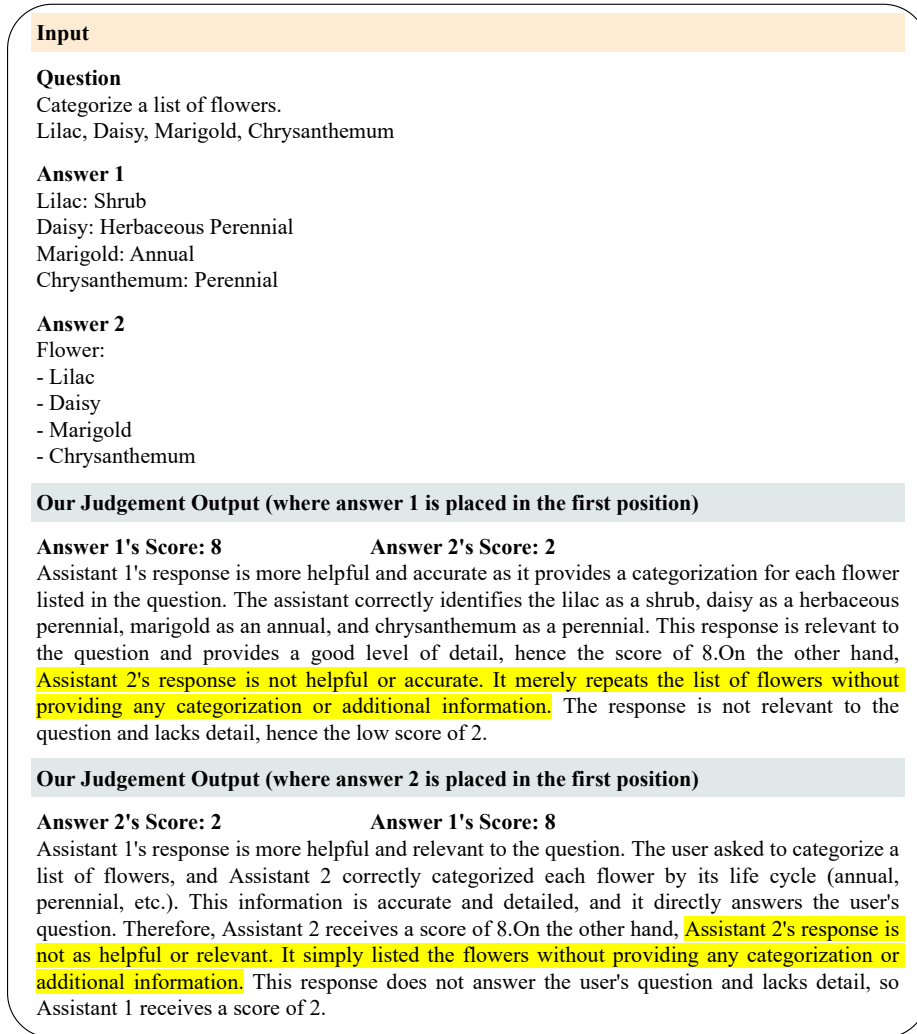 Input
Question
Categorize a list of flowers.
Lilac, Daisy, Marigold, Chrysanthemum
Answer 1
Lilac: Shrub
Daisy: Herbaceous Perennial
Marigold: Annual
Chrysanthemum: Perennial
Answer 2
Flower:
- Lilac
- Daisy
- Marigold
- Chrysanthemum
Our Judgement Output (where answer 1 is placed in the first position)
Answer 1's Score: 8 Answer 2's Score: 2
Assistant 1's response is more helpful and accurate as it provides a categorization for each flower
listed in the question. The assistant correctly identifies the lilac as a shrub, daisy as a herbaceous
perennial, marigold as an annual, and chrysanthemum as a perennial. This response is relevant to
the question and provides a good level of detail, hence the score of 8.On the other hand,
Assistant 2's response is not helpful or accurate. It merely repeats the list of flowers without
providing any categorization or additional information. The response is not relevant to the
question and lacks detail, hence the low score of 2.
Our Judgement Output (where answer 2 is placed in the first position)
Answer 2's Score: 2 Answer 1's Score: 8
Assistant 1's response is more helpful and relevant to the question. The user asked to categorize a
list of flowers, and Assistant 2 correctly categorized each flower by its life cycle (annual,
perennial, etc.). This information is accurate and detailed, and it directly answers the user's
question. Therefore, Assistant 2 receives a score of 8.On the other hand, Assistant 2's response is
not as helpful or relevant. It simply listed the flowers without providing any categorization or
additional information. This response does not answer the user's question and lacks detail, so
Assistant 1 receives a score of 2.